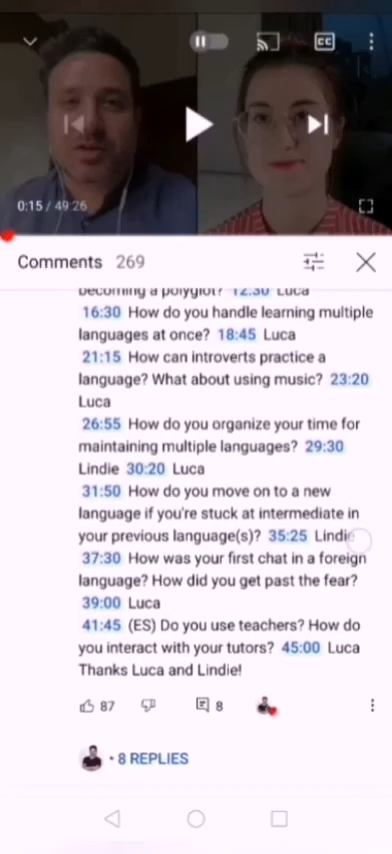 CC
0:15 / 49:26
Comments 269
becoming a polyglot? 12:30 Luca
16:30 How do you handle learning multiple
languages at once? 18:45 Luca
21:15 How can introverts practice a
language? What about using music? 23:20
Luca
26:55 How do you organize your time for
maintaining multiple languages? 29:30
Lindie 30:20 Luca
31:50 How do you move on to a new
language if you're stuck at intermediate in
your previous language(s)? 35:25 Lindie
37:30 How was your first chat in a foreign
language? How did you get past the fear?
39:00 Luca
41:45 (ES) Do you use teachers? How do
you interact with your tutors? 45:00 Luca
Thanks Luca and Lindie!
87 8
• 8 REPLIES